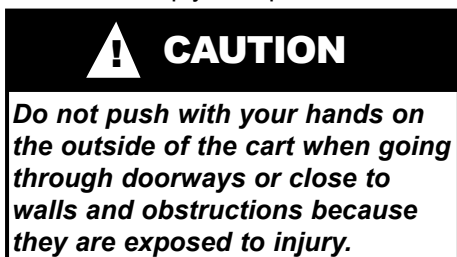 ! CAUTION
Do not push with your hands on
the outside of the cart when going
through doorways or close to
walls and obstructions because
they are exposed to injury.